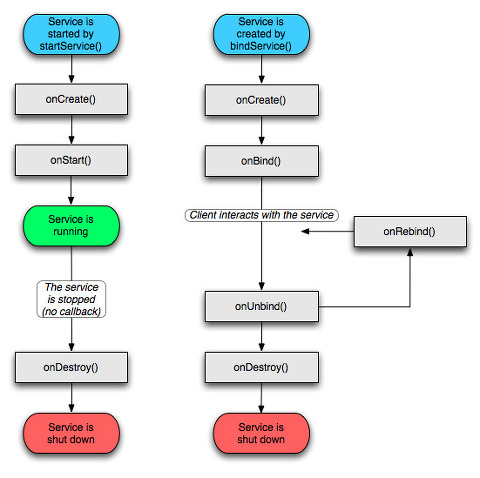 Service is
started by
startService()
onCreate()
onStart()
Service is
running
The service
is stopped
(no callback)
onDestroy()
Service is
shut down
Service is
created by
bindService()
onCreate()
onBind()
Client interacts with the service
onRebind()
onUnbind()
onDestroy()
Service is
shut down